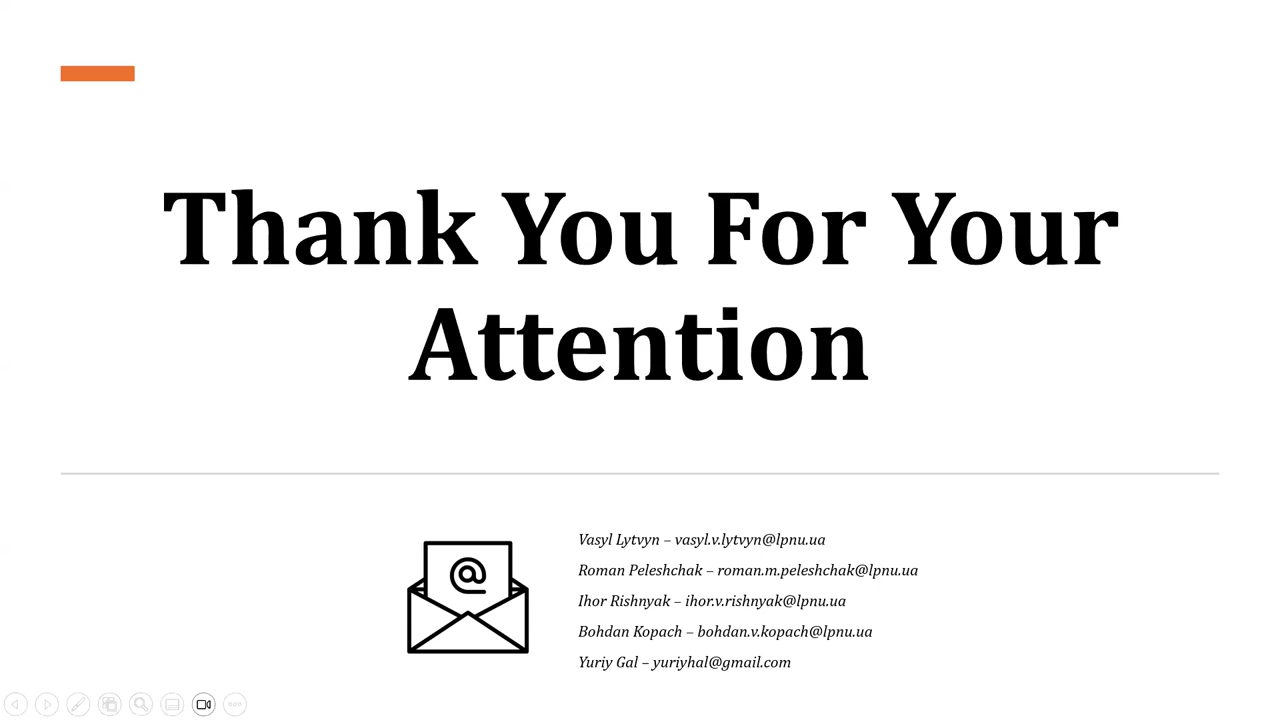 Thank You For Your
Attention
@
Vasyl Lytvyn – vasyl.v.lytvyn@lpnu.ua
Roman Peleshchak – roman.m.peleshchak@lpnu.ua
Ihor Rishnyak – ihor.v.rishnyak@lpnu.ua
Bohdan Kopach – bohdan.v.kopach@lpnu.ua
Yuriy Gal – yuriyhal@gmail.com